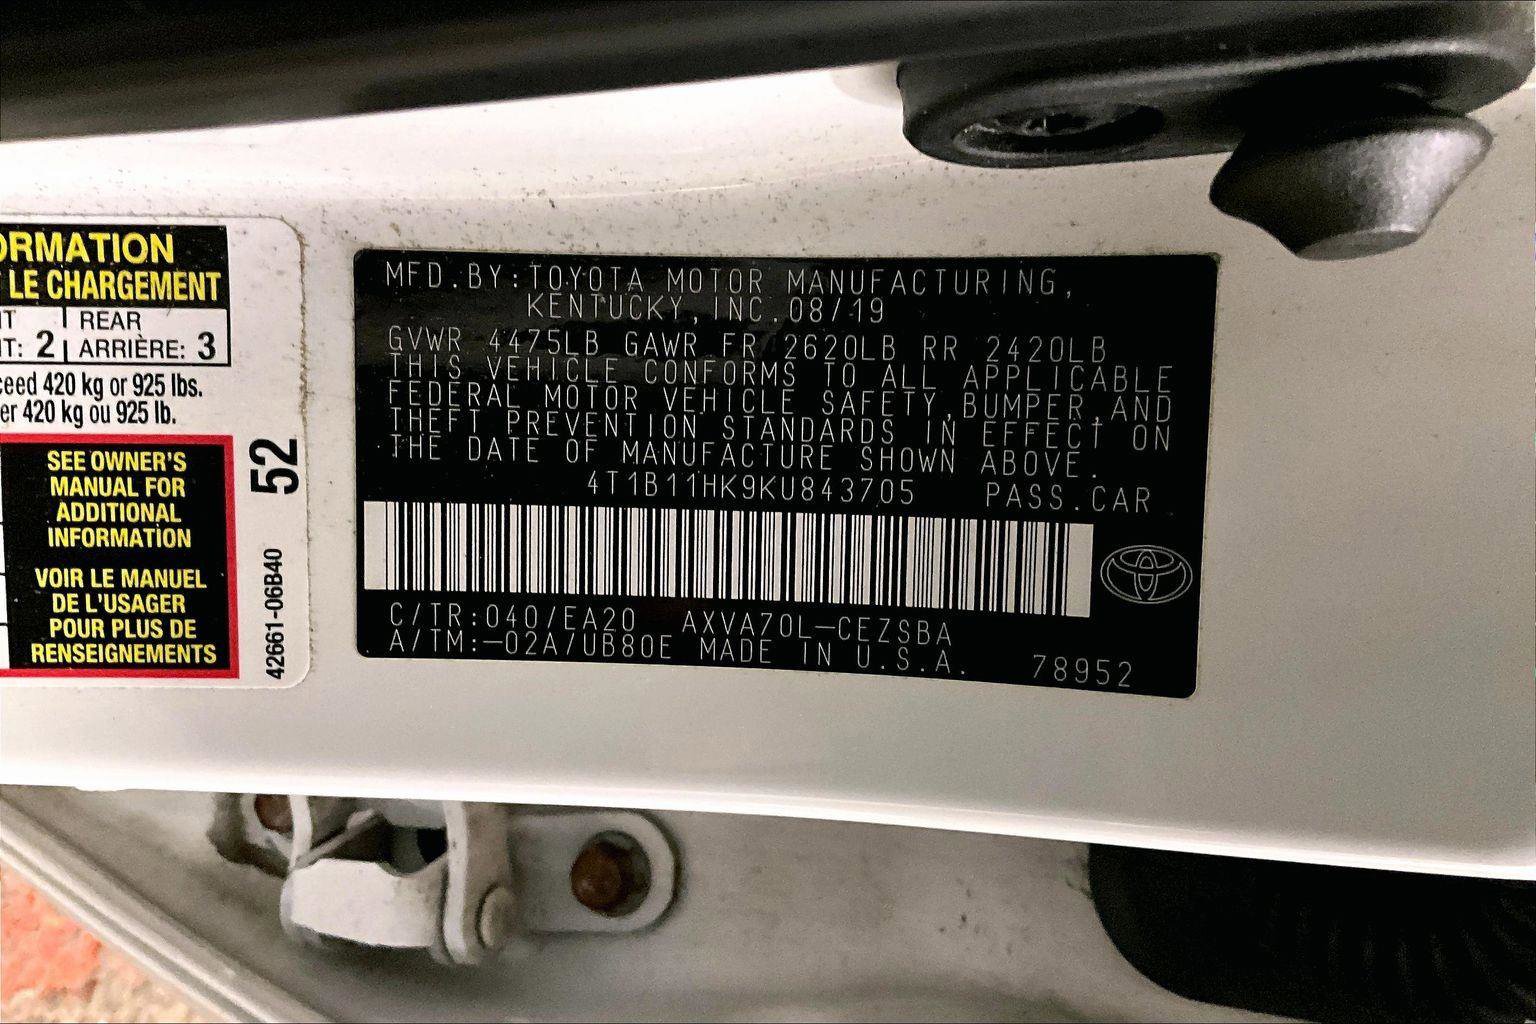 ORMATION
LE CHARGEMENT
T | REAR
T: 2 | ARRIÈRE: 3
ceed 420 kg or 925 lbs.
er 420 kg ou 925 lb.
SEE OWNER'S
MANUAL FOR
ADDITIONAL
INFORMATION
VOIR LE MANUEL
DE L'USAGER
POUR PLUS DE
RENSEIGNEMENTS
52
42661-06B40
MFD.BY:TOYOTA MOTOR MANUFACTURING,
KENTUCKY,INC.08/19
GVWR 4475LB GAWR FR 2620LB RR 2420LB
THIS VEHICLE CONFORMS TO ALL APPLICABLE
FEDERAL MOTOR VEHICLE SAFETY,BUMPER,AND
THEFT PREVENTION STANDARDS IN EFFECT ON
THE DATE OF MANUFACTURE SHOWN ABOVE.
4T1B11HK9KU843705 PASS.CAR
C/TR:040/EA20 AXVA70L-CEZSBA
A/TM:-02A/UB80E MADE IN U.S.A. 78952